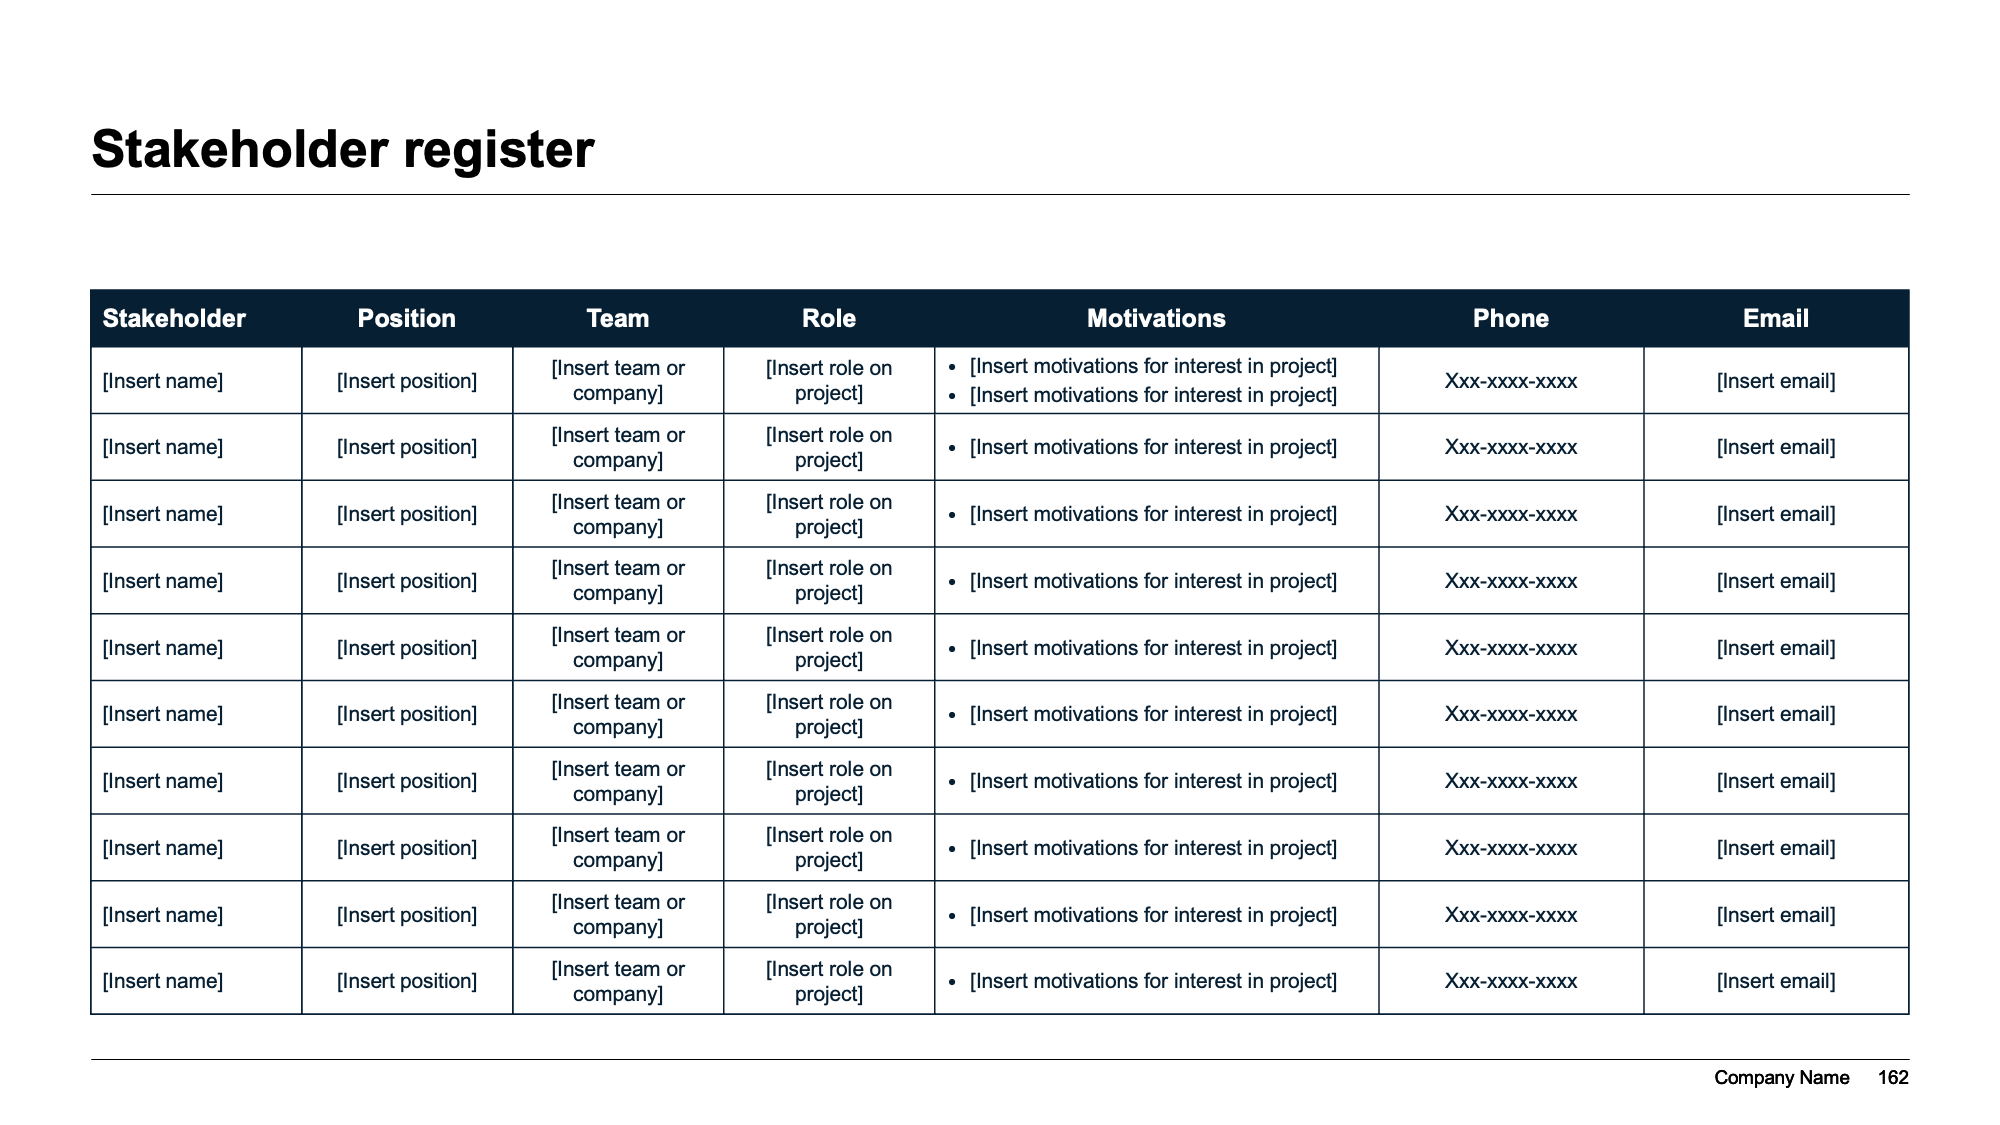 Stakeholder register
Stakeholder Position Team Role Motivations Phone Email
[Insert name] [Insert position] [Insert team or company] [Insert role on project] • [Insert motivations for interest in project] • [Insert motivations for interest in project] Xxx-xxxx-xxxx [Insert email]
[Insert name] [Insert position] [Insert team or company] [Insert role on project] • [Insert motivations for interest in project] Xxx-xxxx-xxxx [Insert email]
[Insert name] [Insert position] [Insert team or company] [Insert role on project] • [Insert motivations for interest in project] Xxx-xxxx-xxxx [Insert email]
[Insert name] [Insert position] [Insert team or company] [Insert role on project] • [Insert motivations for interest in project] Xxx-xxxx-xxxx [Insert email]
[Insert name] [Insert position] [Insert team or company] [Insert role on project] • [Insert motivations for interest in project] Xxx-xxxx-xxxx [Insert email]
[Insert name] [Insert position] [Insert team or company] [Insert role on project] • [Insert motivations for interest in project] Xxx-xxxx-xxxx [Insert email]
[Insert name] [Insert position] [Insert team or company] [Insert role on project] • [Insert motivations for interest in project] Xxx-xxxx-xxxx [Insert email]
[Insert name] [Insert position] [Insert team or company] [Insert role on project] • [Insert motivations for interest in project] Xxx-xxxx-xxxx [Insert email]
[Insert name] [Insert position] [Insert team or company] [Insert role on project] • [Insert motivations for interest in project] Xxx-xxxx-xxxx [Insert email]
[Insert name] [Insert position] [Insert team or company] [Insert role on project] • [Insert motivations for interest in project] Xxx-xxxx-xxxx [Insert email]
Company Name 162